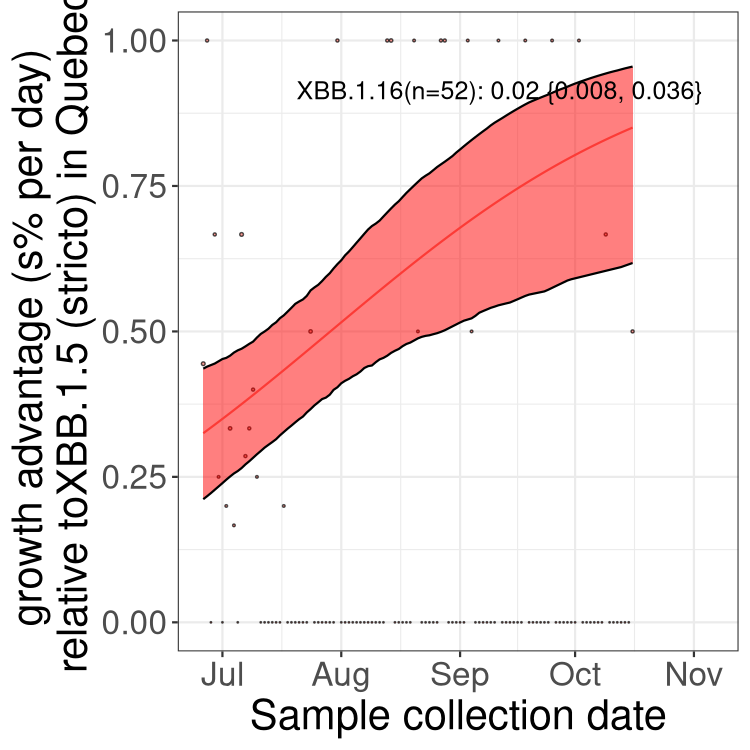 growth advantage (s% per day)
relative toXBB.1.5 (stricto) in Quebec
1.00
XBB.1.16(n=52): 0.02 {0.008, 0.036}
0.75
0.50
0.25
0.00
Jul Aug Sep Oct Nov
Sample collection date